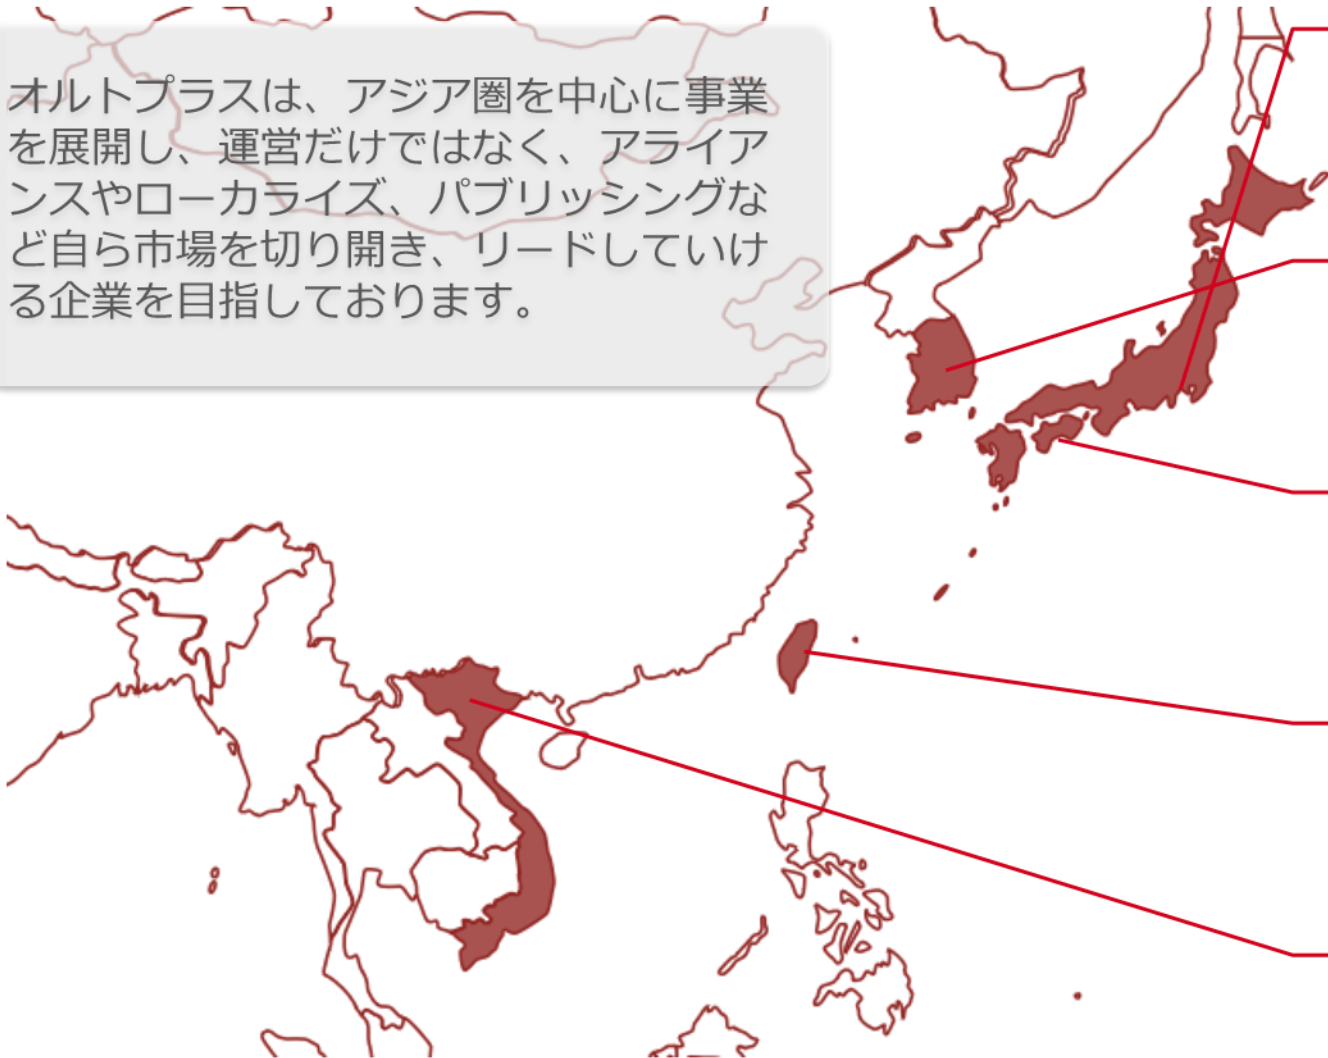 オルトプラスは、アジア圏を中心に事業
を展開し、運営だけではなく、アライア
ンスやローカライズ、パブリッシングな
ど自ら市場を切り開き、リードしていけ
る企業を目指しております。